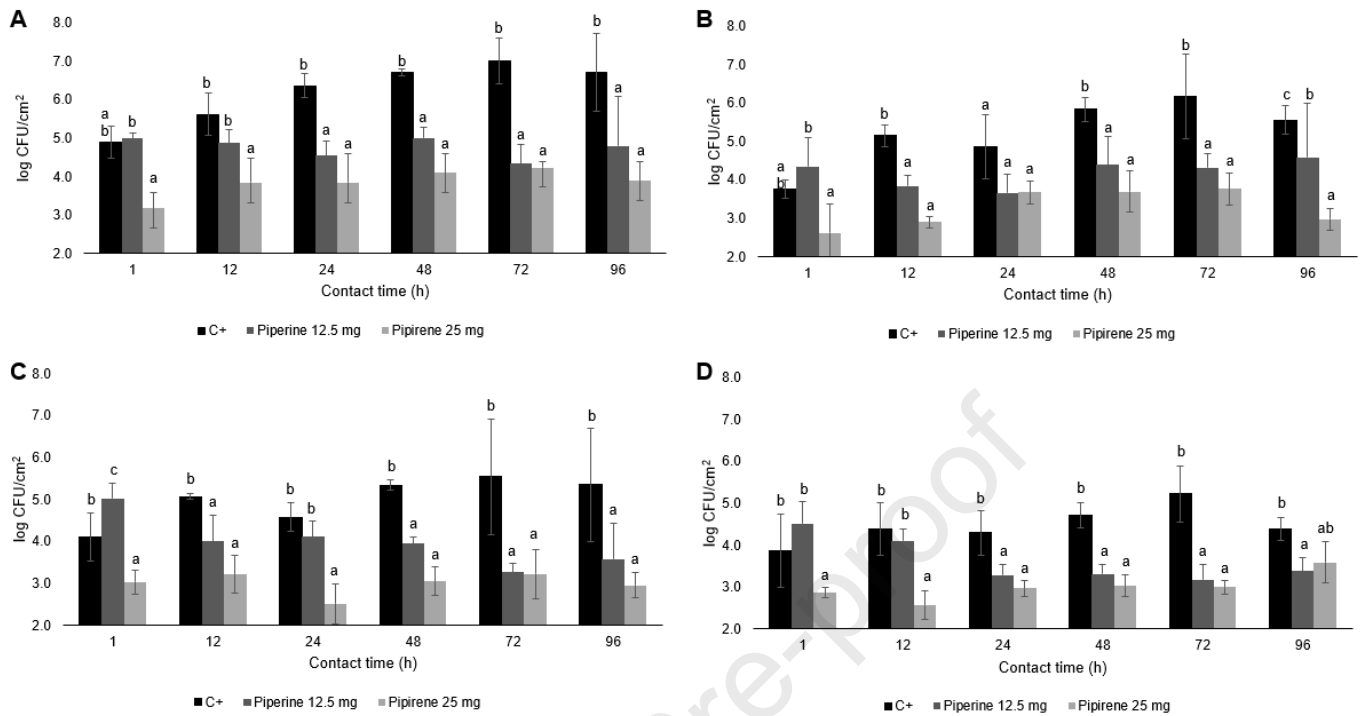 A
8.0
7.0
6.0
5.0
4.0
3.0
2.0
log CFU/cm²
b b b b b b
a b b b a a a a a a a a a
1 12 24 48 72 96
Contact time (h)
C+ Piperine 12.5 mg Pipirene 25 mg
B
8.0
7.0
6.0
5.0
4.0
3.0
2.0
log CFU/cm²
a b b a b b c
b a a a a b
a a a a a a
1 12 24 48 72 96
Contact time (h)
C+ Piperine 12.5 mg Pipirene 25 mg
C
8.0
7.0
6.0
5.0
4.0
3.0
2.0
log CFU/cm²
b b b b b b
c a b a a a
a a a a a a
1 12 24 48 72 96
Contact time (h)
C+ Piperine 12.5 mg Pipirene 25 mg
D
8.0
7.0
6.0
5.0
4.0
3.0
2.0
log CFU/cm²
b b b b b b
b b a a a a
a a a a a ab
1 12 24 48 72 96
Contact time (h)
C+ Piperine 12.5 mg Pipirene 25 mg
re-proof